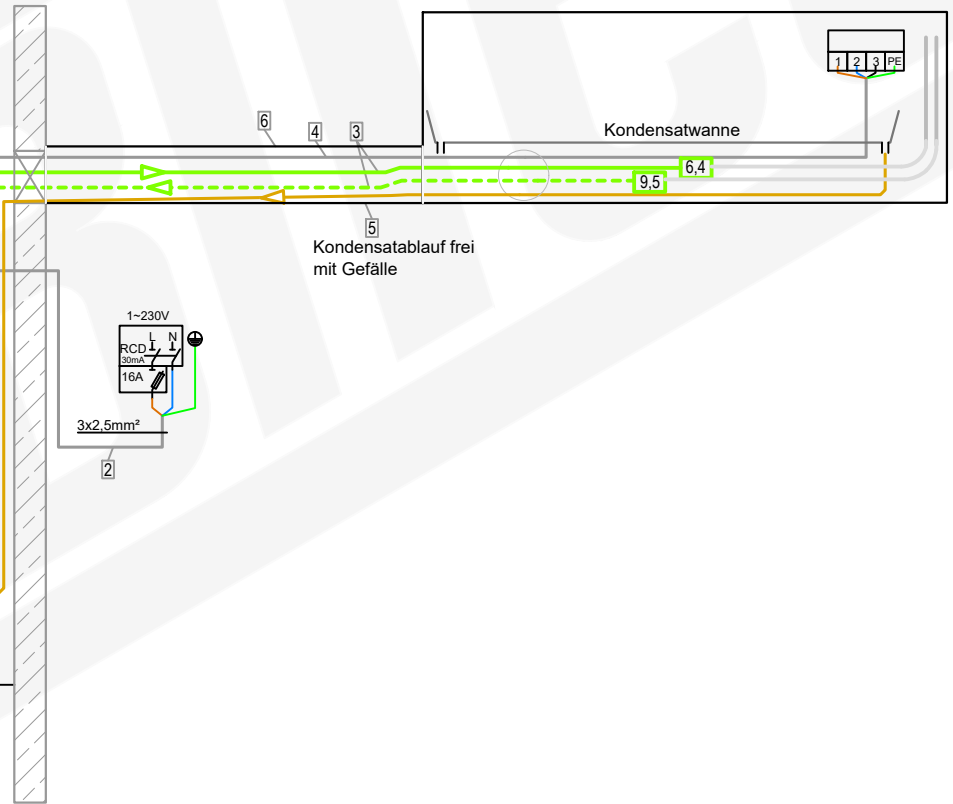 1 2 3 PE
6
4
3
Kondensatwanne
6,4
9,5
5
Kondensatablauf frei
mit Gefälle
1~230V
L N
RCD
30mA
16A
3x2,5mm²
2